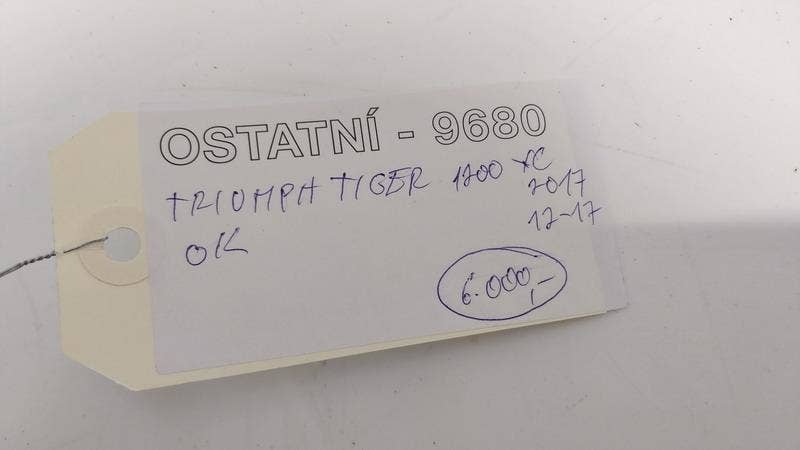 OSTATNÍ - 9680
TRIUMPH TIGER 1200 XC
2017
OK
12-17
6.000,-